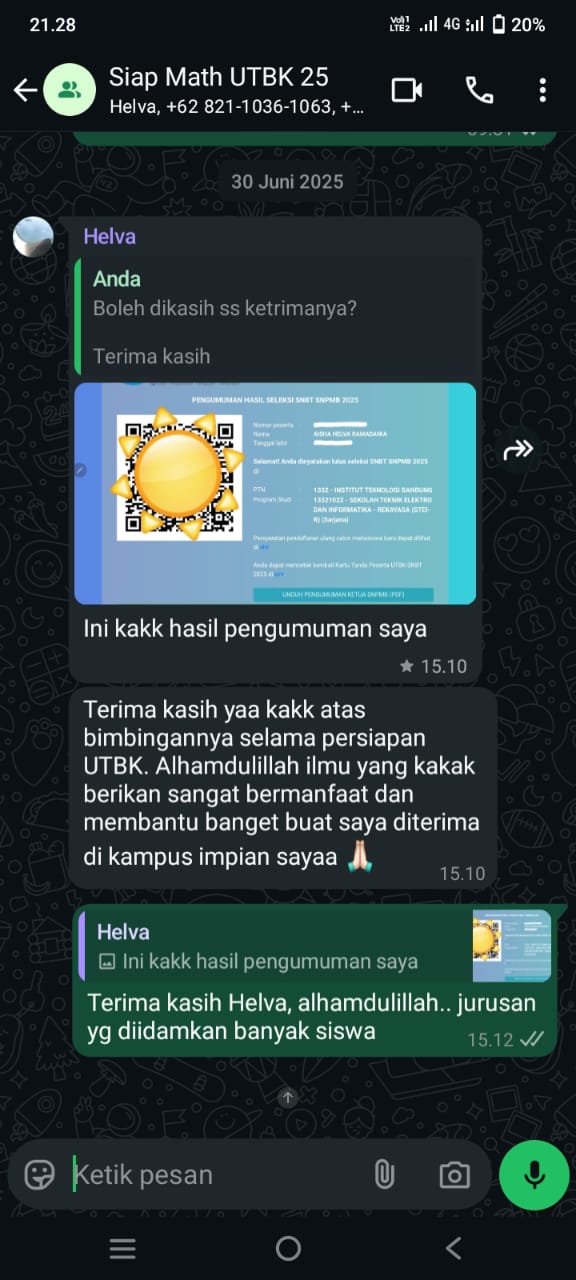 21.28
Voi) 1
LTE2
4G
20%
Siap Math UTBK 25
Helva, +62 821-1036-1063, +...
30 Juni 2025
Helva
Anda
Boleh dikasih ss ketrimanya?
Terima kasih
PENGUMUMAN HASIL SELEKSI SNBT SNPMB 2025
Nomor peserta :
Nama : AISHA HELVA RAMADANIKA
Tanggal lahir :
Selamat! Anda dinyatakan lulus seleksi SNBT SNPMB 2025
di
PTN : 1332 - INSTITUT TEKNOLOGI BANDUNG
Program Studi : 13321022 - SEKOLAH TEKNIK ELEKTRO
DAN INFORMATIKA - REKAYASA (STEI-
R) (Sarjana)
Persyaratan pendaftaran ulang calon mahasiswa baru dapat dilihat
di
Anda dapat mencetak kembali Kartu Tanda Peserta UTBK-SNBT
2025 di
UNDUH PENGUMUMAN KETUA SNPMB (PDF)
Ini kakk hasil pengumuman saya
15.10
Terima kasih yaa kakk atas
bimbingannya selama persiapan
UTBK. Alhamdulillah ilmu yang kakak
berikan sangat bermanfaat dan
membantu banget buat saya diterima
di kampus impian sayaa 🙏🏻
15.10
Helva
Ini kakk hasil pengumuman saya
Terima kasih Helva, alhamdulillah.. jurusan
yg diidamkan banyak siswa
15.12
Ketik pesan